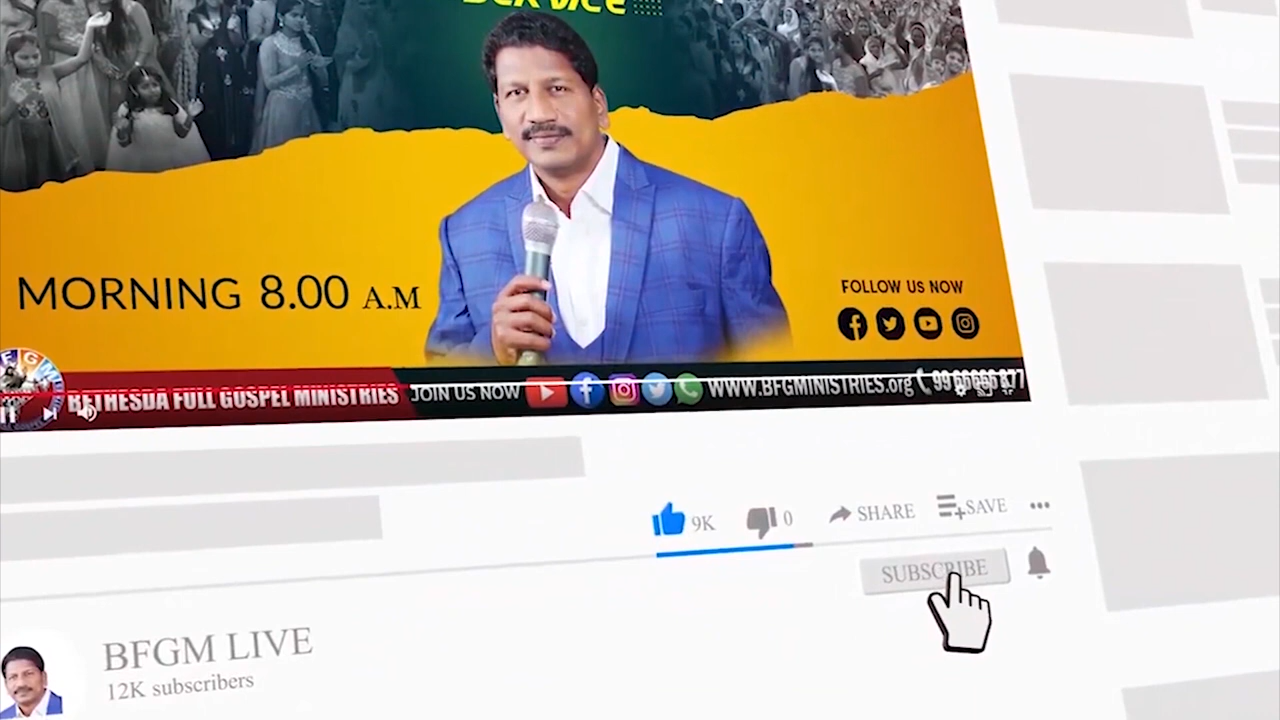 SERVICE
MORNING 8.00 A.M
FOLLOW US NOW
BETHESDA FULL GOSPEL MINISTRIES JOIN US NOW WWW.BFGMINISTRIES.org
9K 0 SHARE SAVE
SUBSCRIBE
BFGM LIVE
12K subscribers